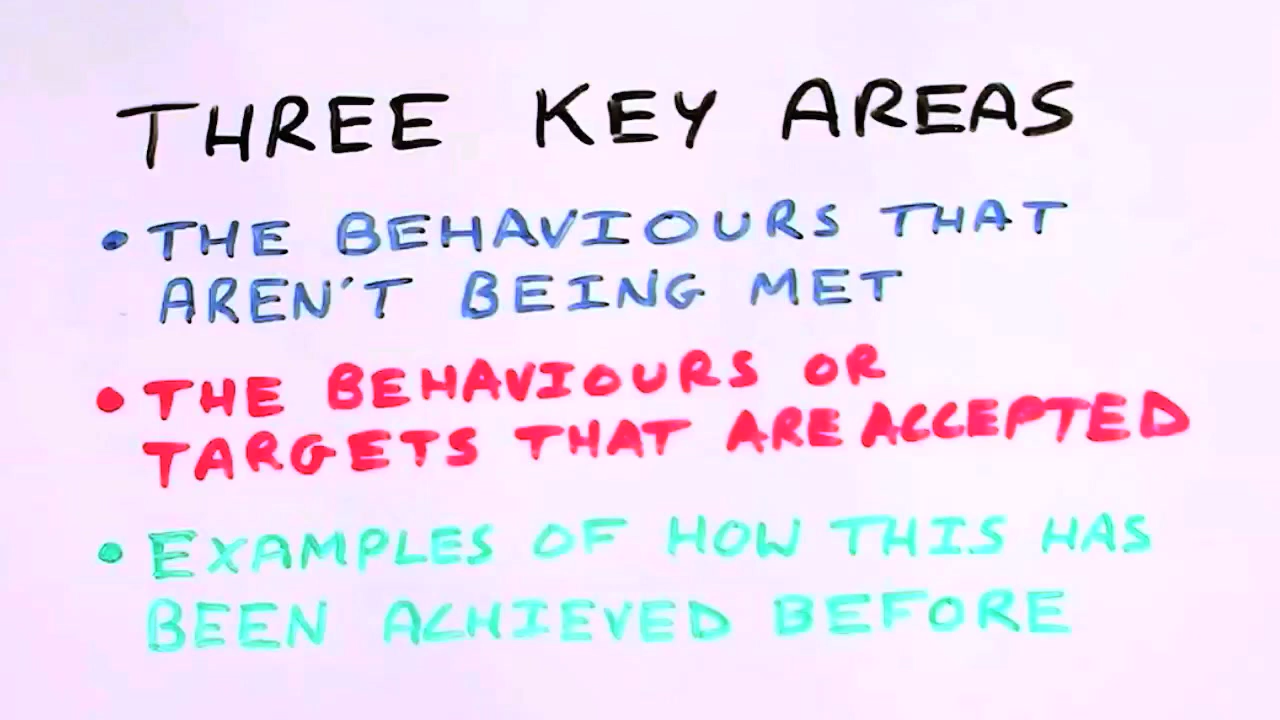 THREE KEY AREAS
• THE BEHAVIOURS THAT
AREN'T BEING MET
• THE BEHAVIOURS OR
TARGETS THAT ARE ACCEPTED
• EXAMPLES OF HOW THIS HAS
BEEN ACHIEVED BEFORE